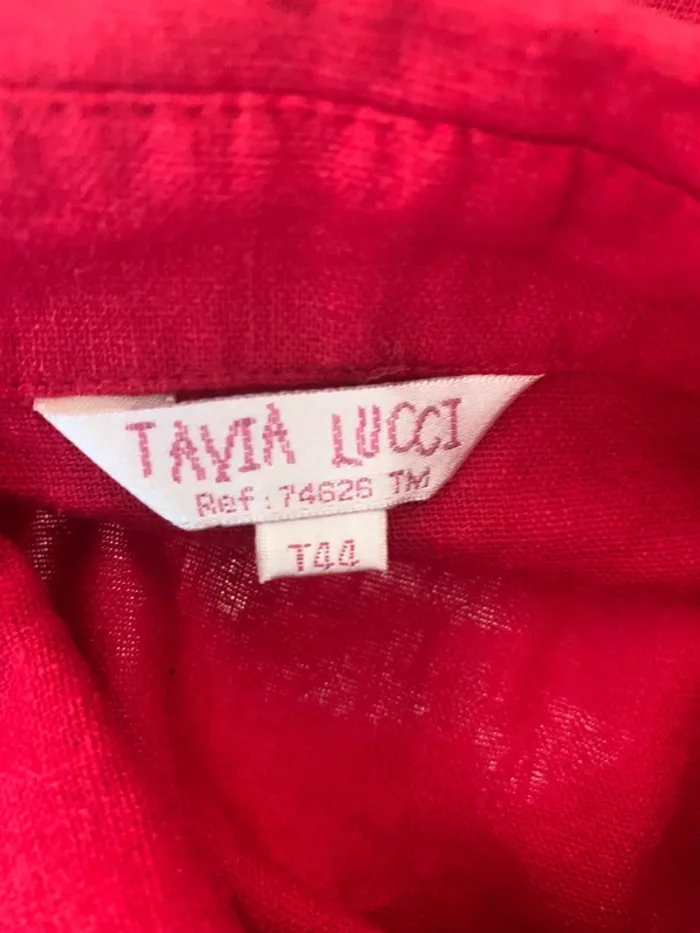 TAVIA LUCCI
Ref:74626 TM
T44